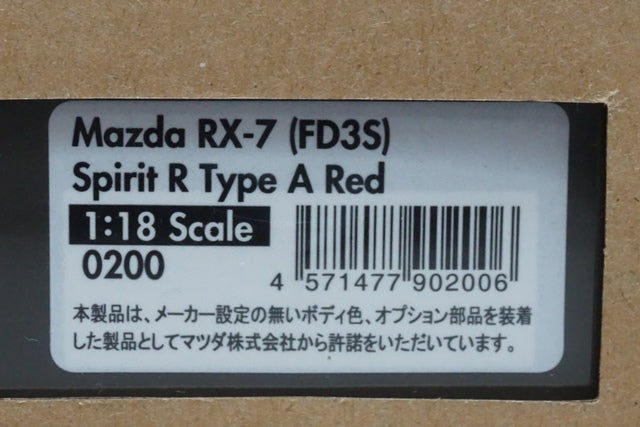 Mazda RX-7 (FD3S)
Spirit R Type A Red
1:18 Scale
0200
4 571477 902006
本製品は、メーカー設定の無いボディ色、オプション部品を装着
した製品としてマツダ株式会社から許諾をいただいています。